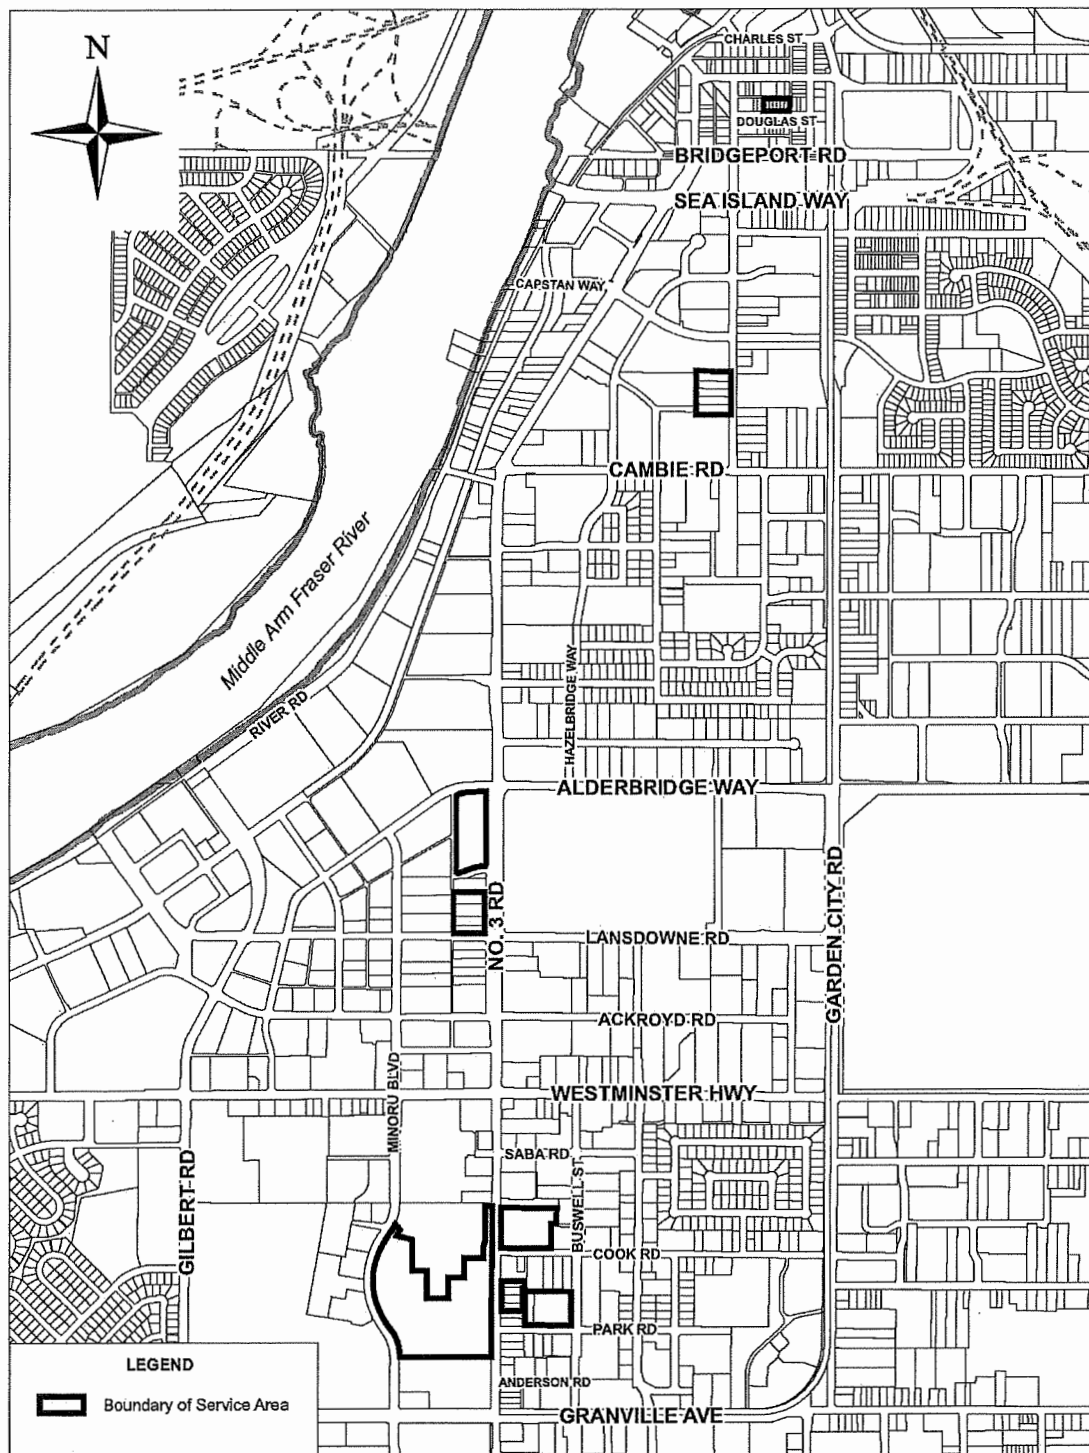 N
CHARLES ST
DOUGLAS ST
BRIDGEPORT RD
SEA ISLAND WAY
CAPSTAN WAY
CAMBIE RD
Middle Arm Fraser River
RIVER RD
HAZELBRIDGE WAY
ALDERBRIDGE WAY
NO. 3 RD
GARDEN CITY RD
LANSDOWNE RD
ACKROYD RD
MINORU BLVD
WESTMINSTER HWY
SABA RD
GILBERT RD
BUSWELL ST
COOK RD
PARK RD
LEGEND
Boundary of Service Area
ANDERSON RD
GRANVILLE AVE